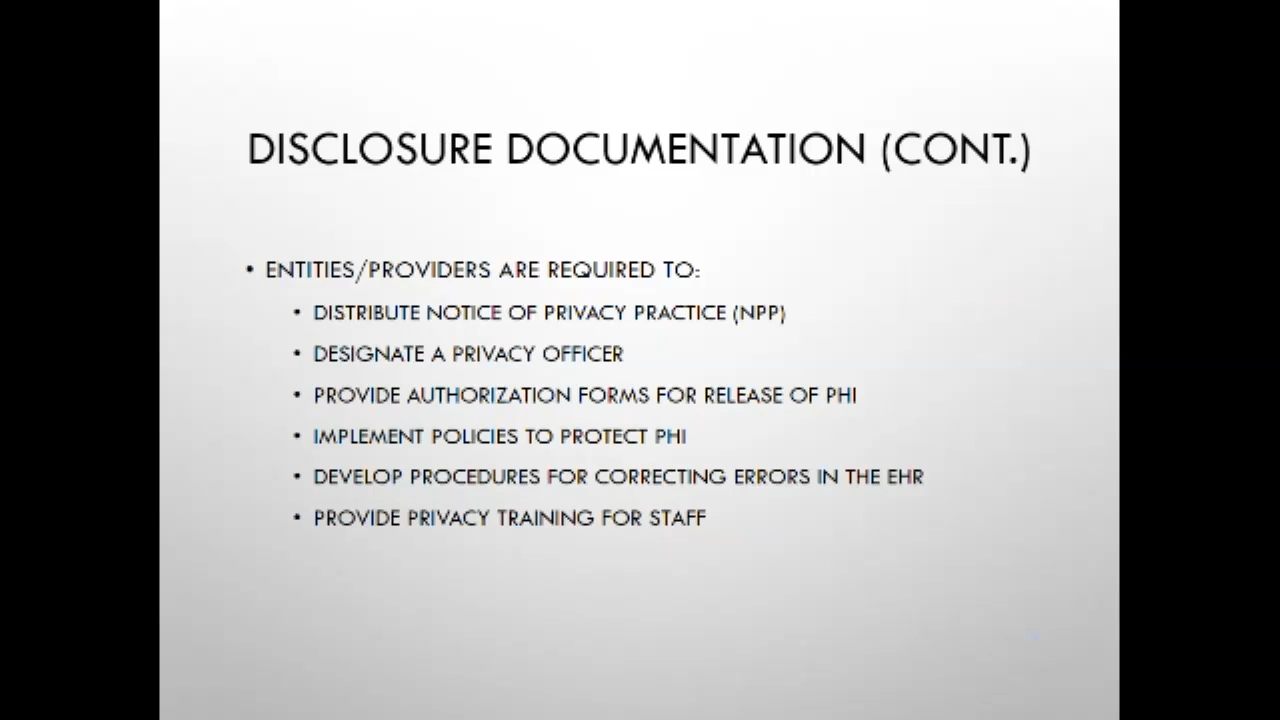 DISCLOSURE DOCUMENTATION (CONT.)
• ENTITIES/PROVIDERS ARE REQUIRED TO:
• DISTRIBUTE NOTICE OF PRIVACY PRACTICE (NPP)
• DESIGNATE A PRIVACY OFFICER
• PROVIDE AUTHORIZATION FORMS FOR RELEASE OF PHI
• IMPLEMENT POLICIES TO PROTECT PHI
• DEVELOP PROCEDURES FOR CORRECTING ERRORS IN THE EHR
• PROVIDE PRIVACY TRAINING FOR STAFF